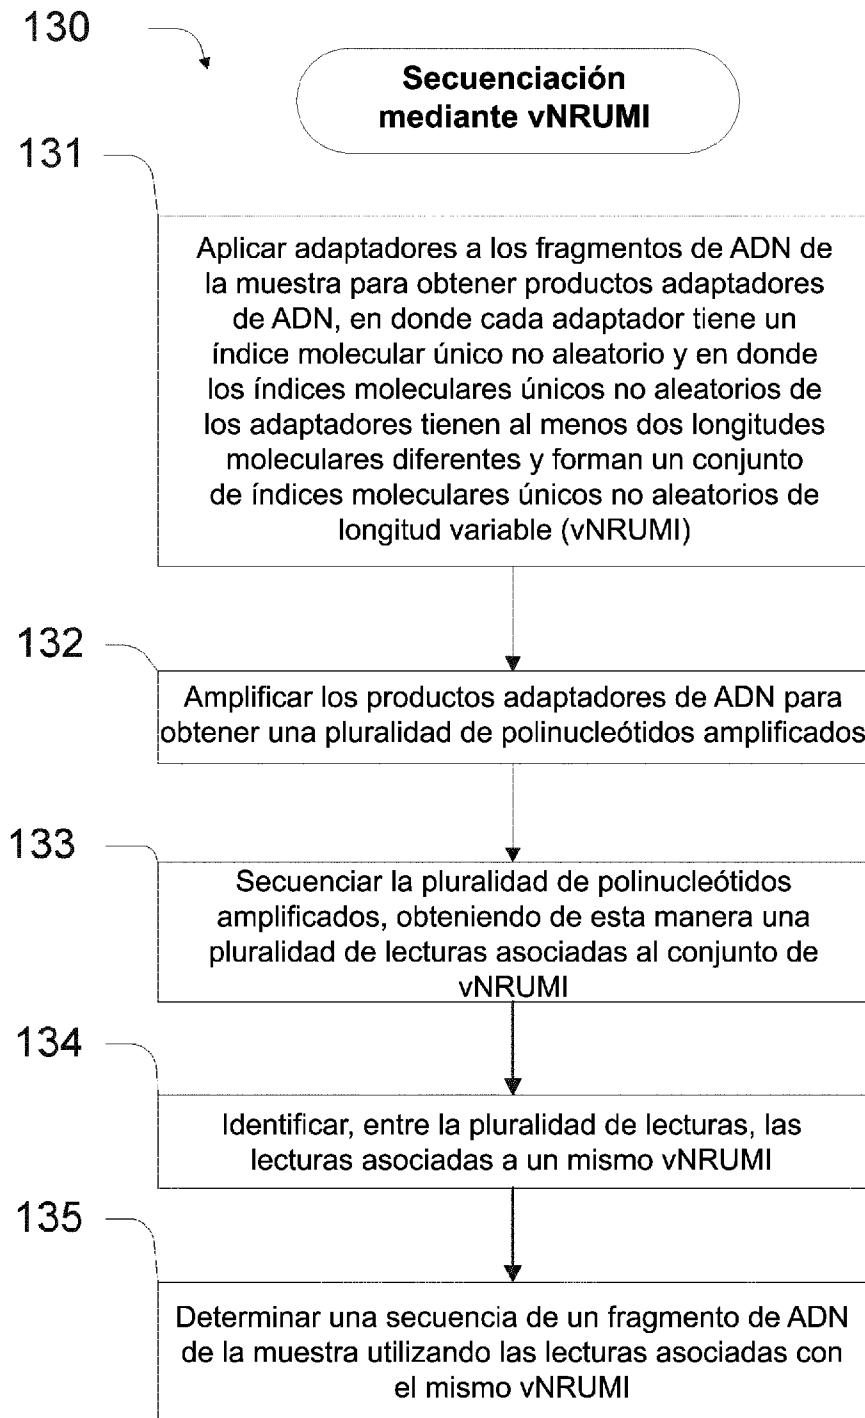 130
Secuenciación
mediante vNRUMI
131
Aplicar adaptadores a los fragmentos de ADN de
la muestra para obtener productos adaptadores
de ADN, en donde cada adaptador tiene un
índice molecular único no aleatorio y en donde
los índices moleculares únicos no aleatorios de
los adaptadores tienen al menos dos longitudes
moleculares diferentes y forman un conjunto
de índices moleculares únicos no aleatorios de
longitud variable (vNRUMI)
132
Amplificar los productos adaptadores de ADN para
obtener una pluralidad de polinucleótidos amplificados
133
Secuenciar la pluralidad de polinucleótidos
amplificados, obteniendo de esta manera una
pluralidad de lecturas asociadas al conjunto de
vNRUMI
134
Identificar, entre la pluralidad de lecturas, las
lecturas asociadas a un mismo vNRUMI
135
Determinar una secuencia de un fragmento de ADN
de la muestra utilizando las lecturas asociadas con
el mismo vNRUMI